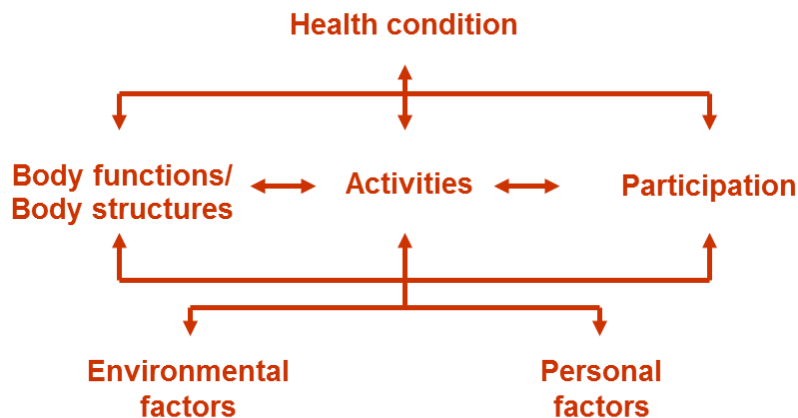 Health condition
Body functions/
Body structures
Activities
Participation
Environmental
factors
Personal
factors